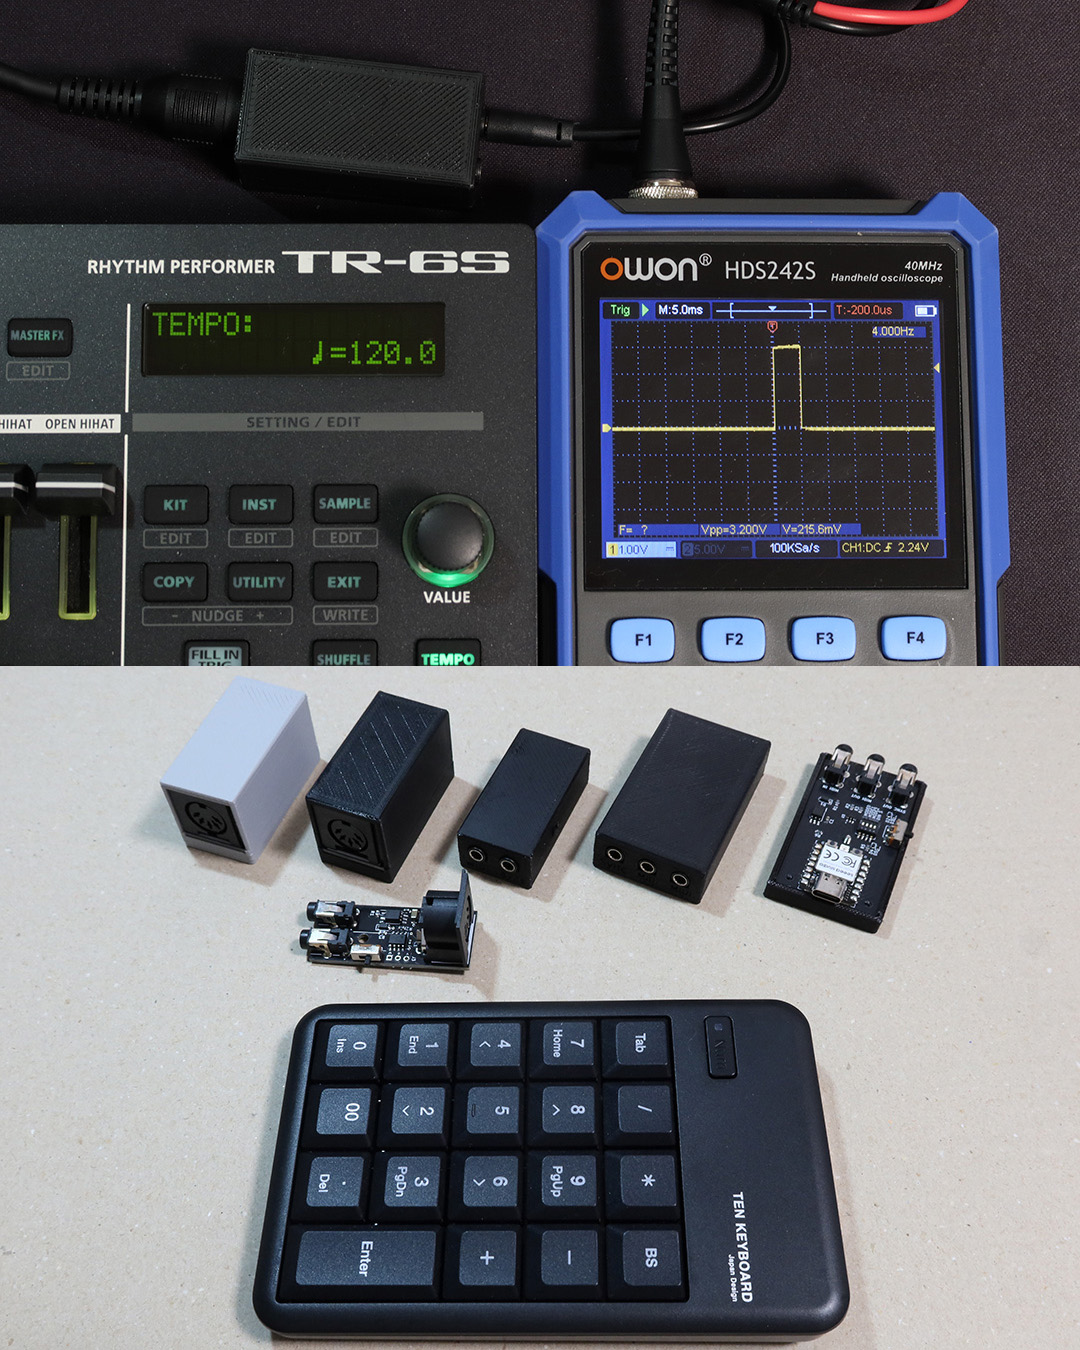 RHYTHM PERFORMER TR-6S
MASTER FX
EDIT
TEMPO:
♩=120.0
HIHAT OPEN HIHAT
SETTING / EDIT
KIT INST SAMPLE
EDIT EDIT EDIT
COPY UTILITY EXIT
- NUDGE + WRITE
VALUE
FILL IN
TRIG
SHUFFLE
TEMPO
OWON® HDS242S
40MHz
Handheld oscilloscope
Trig M:5.0ms T:-200.0us
4.000Hz
F= ? Vpp=3.200V V=215.6mV
1 1.00V 2 5.00V 100KSa/s CH1:DC 2.24V
F1 F2 F3 F4
Tab
/
*
BS
7
Home
8
9
PgUp
-
4
<
5
6
>
+
1
End
2
3
PgDn
0
Ins
00
.
Del
Enter
TEN KEYBOARD
Japan Design